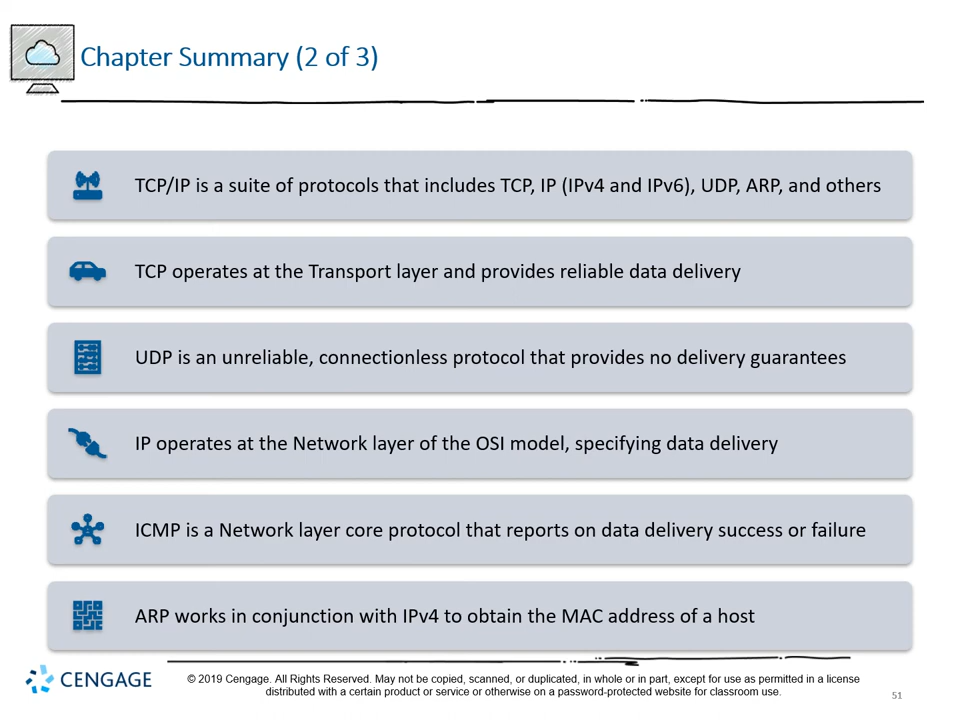 Chapter Summary (2 of 3)
TCP/IP is a suite of protocols that includes TCP, IP (IPv4 and IPv6), UDP, ARP, and others
TCP operates at the Transport layer and provides reliable data delivery
UDP is an unreliable, connectionless protocol that provides no delivery guarantees
IP operates at the Network layer of the OSI model, specifying data delivery
ICMP is a Network layer core protocol that reports on data delivery success or failure
ARP works in conjunction with IPv4 to obtain the MAC address of a host
CENGAGE
© 2019 Cengage. All Rights Reserved. May not be copied, scanned, or duplicated, in whole or in part, except for use as permitted in a license
distributed with a certain product or service or otherwise on a password-protected website for classroom use.
51